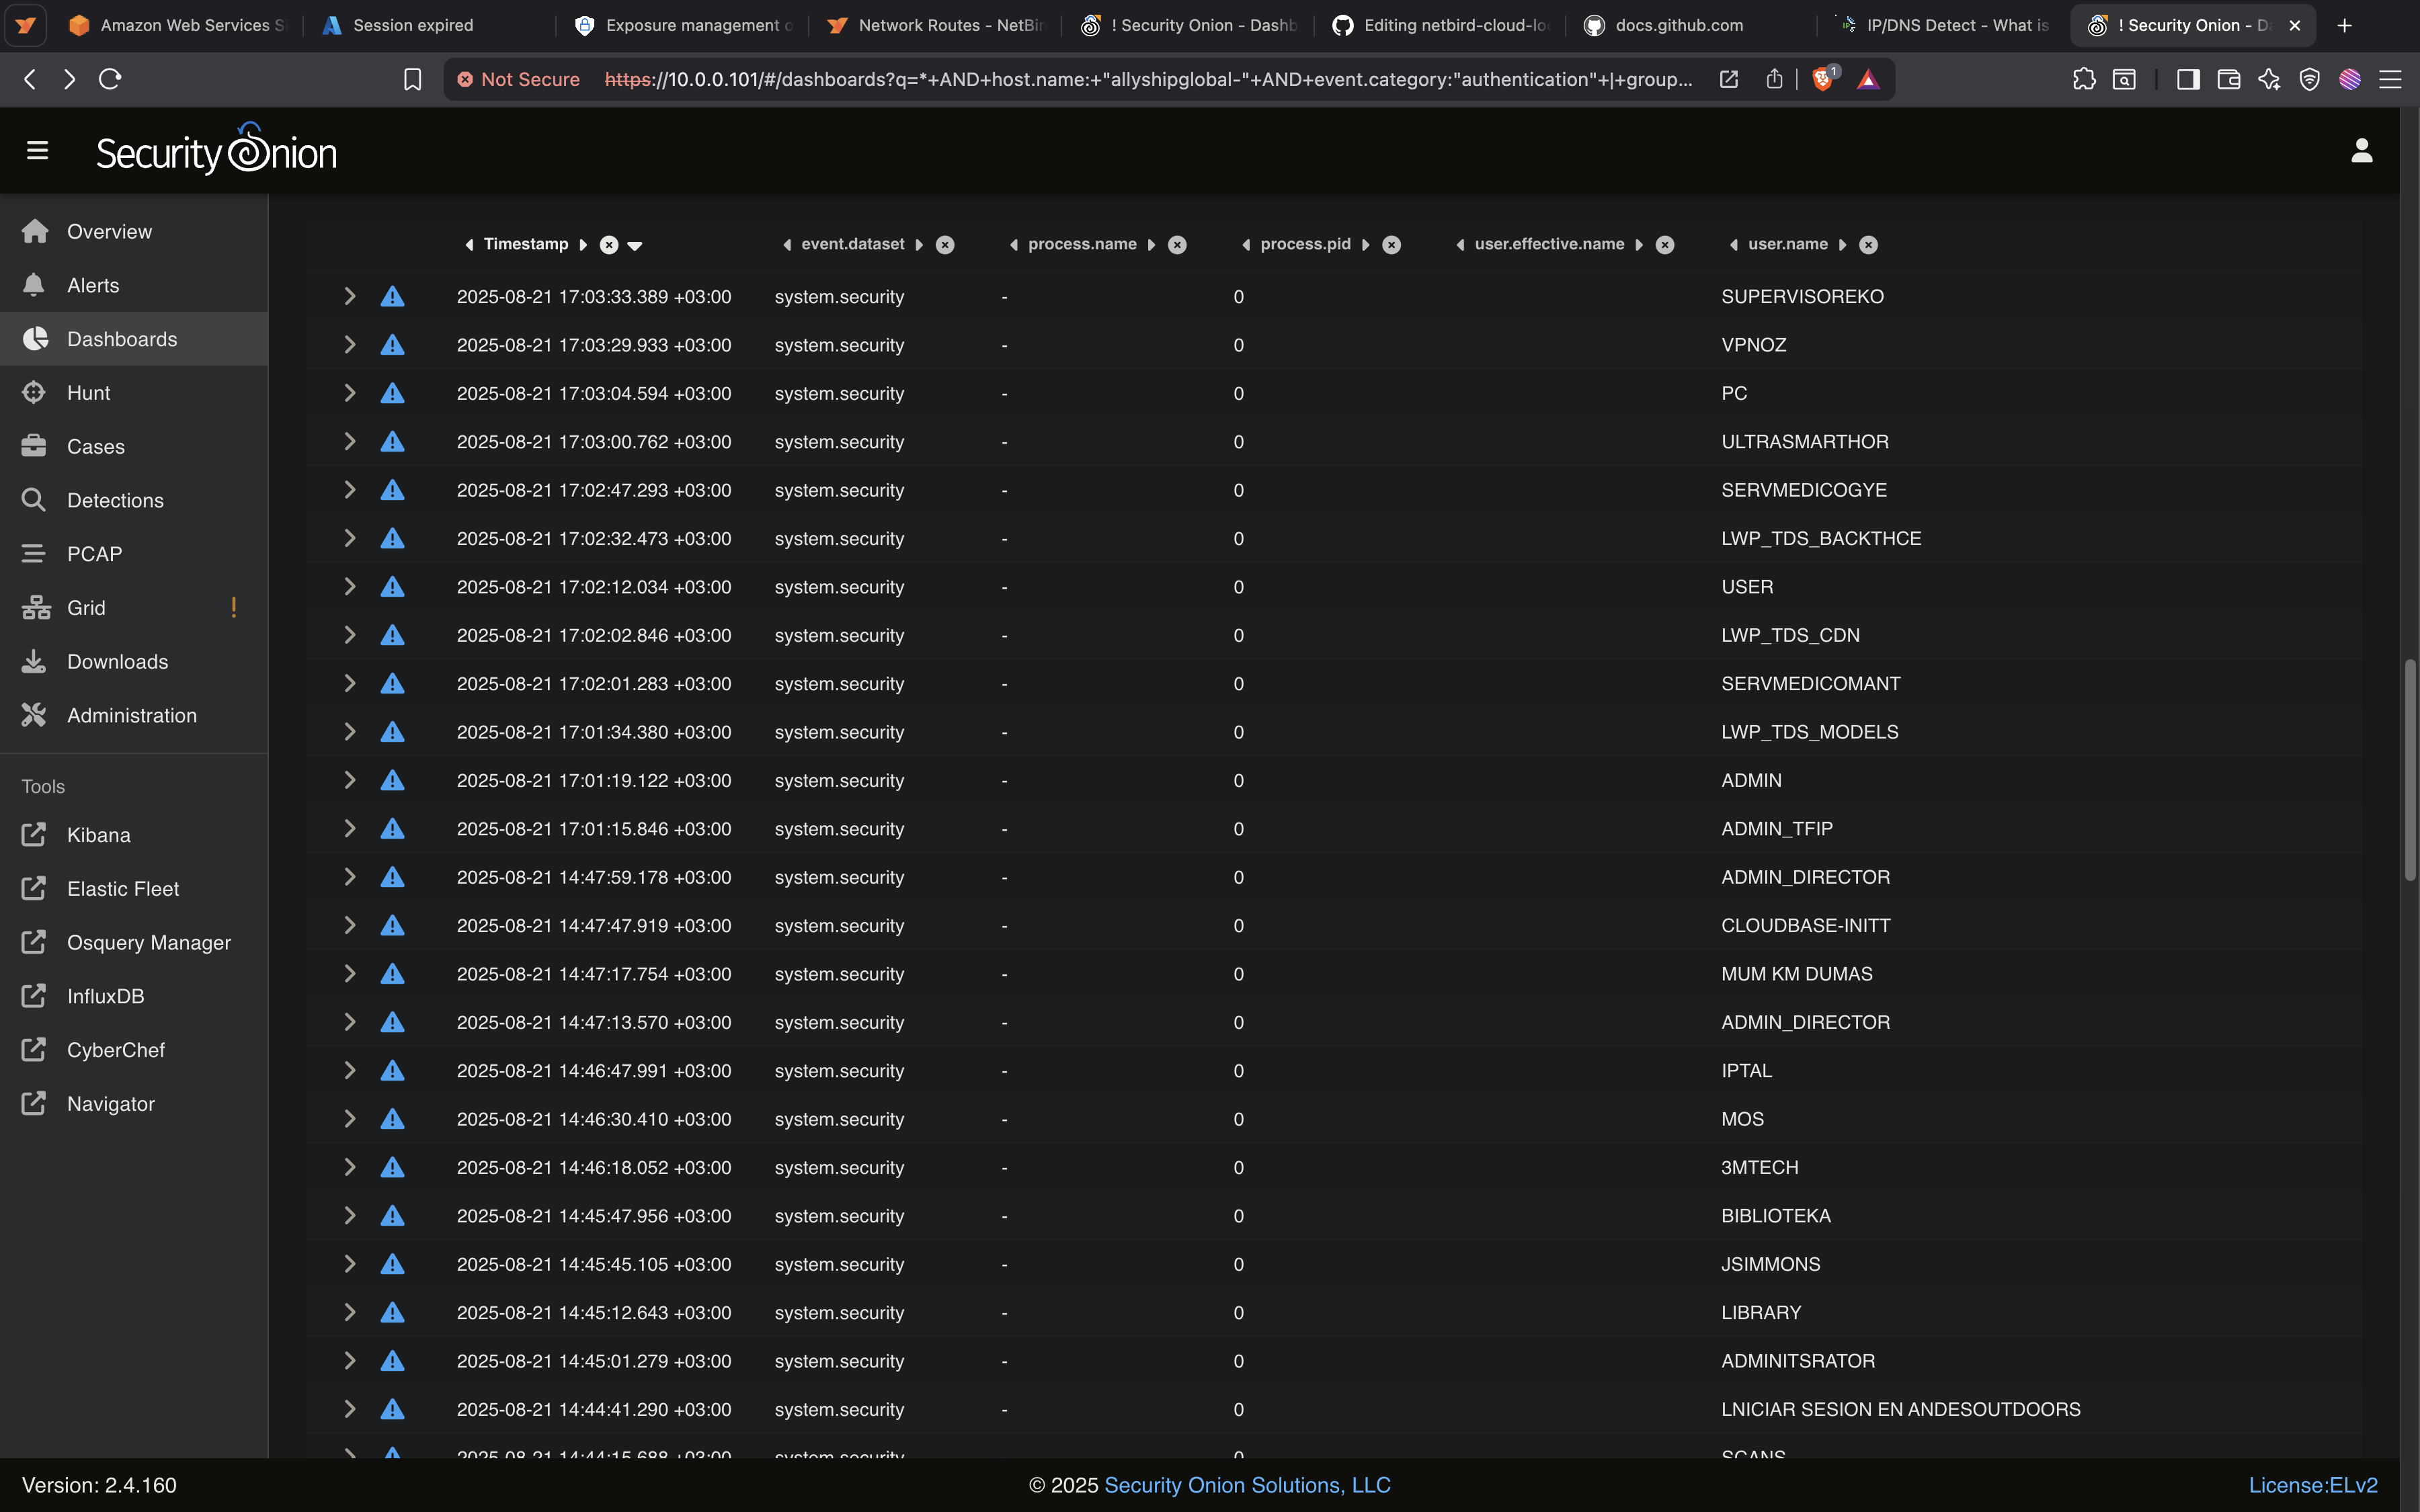 Amazon Web Services S
Session expired
Exposure management o
Network Routes - NetBir
! Security Onion - Dashb
Editing netbird-cloud-lo
docs.github.com
IP/DNS Detect - What is
! Security Onion - D
Not Secure https://10.0.0.101/#/dashboards?q=*+AND+host.name:+"allyshipglobal-"+AND+event.category:"authentication"+|+group... 1
Security Onion
Overview
Alerts
Dashboards
Hunt
Cases
Detections
PCAP
Grid !
Downloads
Administration
Tools
Kibana
Elastic Fleet
Osquery Manager
InfluxDB
CyberChef
Navigator
Timestamp event.dataset process.name process.pid user.effective.name user.name
2025-08-21 17:03:33.389 +03:00 system.security - 0 SUPERVISOREKO
2025-08-21 17:03:29.933 +03:00 system.security - 0 VPNOZ
2025-08-21 17:03:04.594 +03:00 system.security - 0 PC
2025-08-21 17:03:00.762 +03:00 system.security - 0 ULTRASMARTHOR
2025-08-21 17:02:47.293 +03:00 system.security - 0 SERVMEDICOGYE
2025-08-21 17:02:32.473 +03:00 system.security - 0 LWP_TDS_BACKTHCE
2025-08-21 17:02:12.034 +03:00 system.security - 0 USER
2025-08-21 17:02:02.846 +03:00 system.security - 0 LWP_TDS_CDN
2025-08-21 17:02:01.283 +03:00 system.security - 0 SERVMEDICOMANT
2025-08-21 17:01:34.380 +03:00 system.security - 0 LWP_TDS_MODELS
2025-08-21 17:01:19.122 +03:00 system.security - 0 ADMIN
2025-08-21 17:01:15.846 +03:00 system.security - 0 ADMIN_TFIP
2025-08-21 14:47:59.178 +03:00 system.security - 0 ADMIN_DIRECTOR
2025-08-21 14:47:47.919 +03:00 system.security - 0 CLOUDBASE-INITT
2025-08-21 14:47:17.754 +03:00 system.security - 0 MUM KM DUMAS
2025-08-21 14:47:13.570 +03:00 system.security - 0 ADMIN_DIRECTOR
2025-08-21 14:46:47.991 +03:00 system.security - 0 IPTAL
2025-08-21 14:46:30.410 +03:00 system.security - 0 MOS
2025-08-21 14:46:18.052 +03:00 system.security - 0 3MTECH
2025-08-21 14:45:47.956 +03:00 system.security - 0 BIBLIOTEKA
2025-08-21 14:45:45.105 +03:00 system.security - 0 JSIMMONS
2025-08-21 14:45:12.643 +03:00 system.security - 0 LIBRARY
2025-08-21 14:45:01.279 +03:00 system.security - 0 ADMINITSRATOR
2025-08-21 14:44:41.290 +03:00 system.security - 0 LNICIAR SESION EN ANDESOUTDOORS
2025-08-21 14:44:15.688 +03:00 system.security 0 SCANS
Version: 2.4.160
© 2025 Security Onion Solutions, LLC
License:ELv2